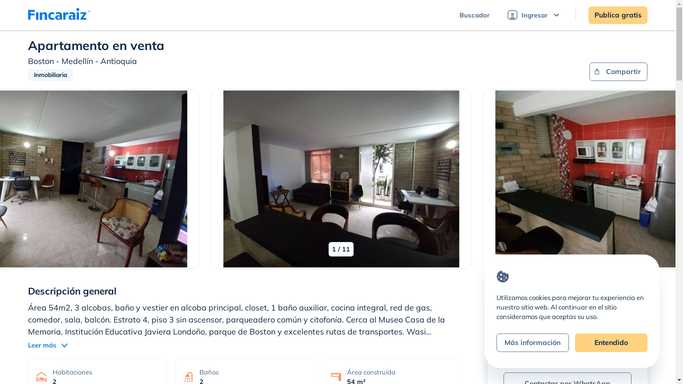 Fincaraiz
Buscador
Ingresar
Publica gratis
Apartamento en venta
Boston - Medellín - Antioquia
Inmobiliaria
Compartir
1 / 11
Descripción general
Área 54m2, 3 alcobas, baño y vestier en alcoba principal, closet, 1 baño auxiliar, cocina integral, red de gas,
comedor, sala, balcón. Estrato 4, piso 3 sin ascensor, parqueadero común y citofonía. Cerca al Museo Casa de la
Memoria, Institución Educativa Javiera Londoño, parque de Boston y excelentes rutas de transportes. Wasi...
Leer más
Habitaciones
2
Baños
2
Área construida
54 m²
Utilizamos cookies para mejorar tu experiencia en
nuestro sitio web. Al continuar en el sitio
consideramos que aceptas su uso.
Más información
Entendido
Contactar por WhatsApp